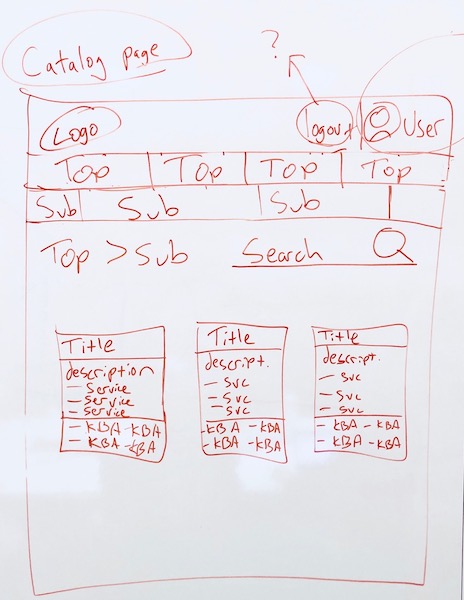 Catalog page
?
Logo logout User
Top Top Top Top
Sub Sub Sub
Top > Sub Search
Title
description
- Service
- Service
- Service
- KBA - KBA
- KBA - KBA
Title
descript.
- Svc
- Svc
- Svc
- KBA - KBA
- KBA - KBA
Title
descript.
- Svc
- Svc
- Svc
- KBA - KBA
- KBA - KBA